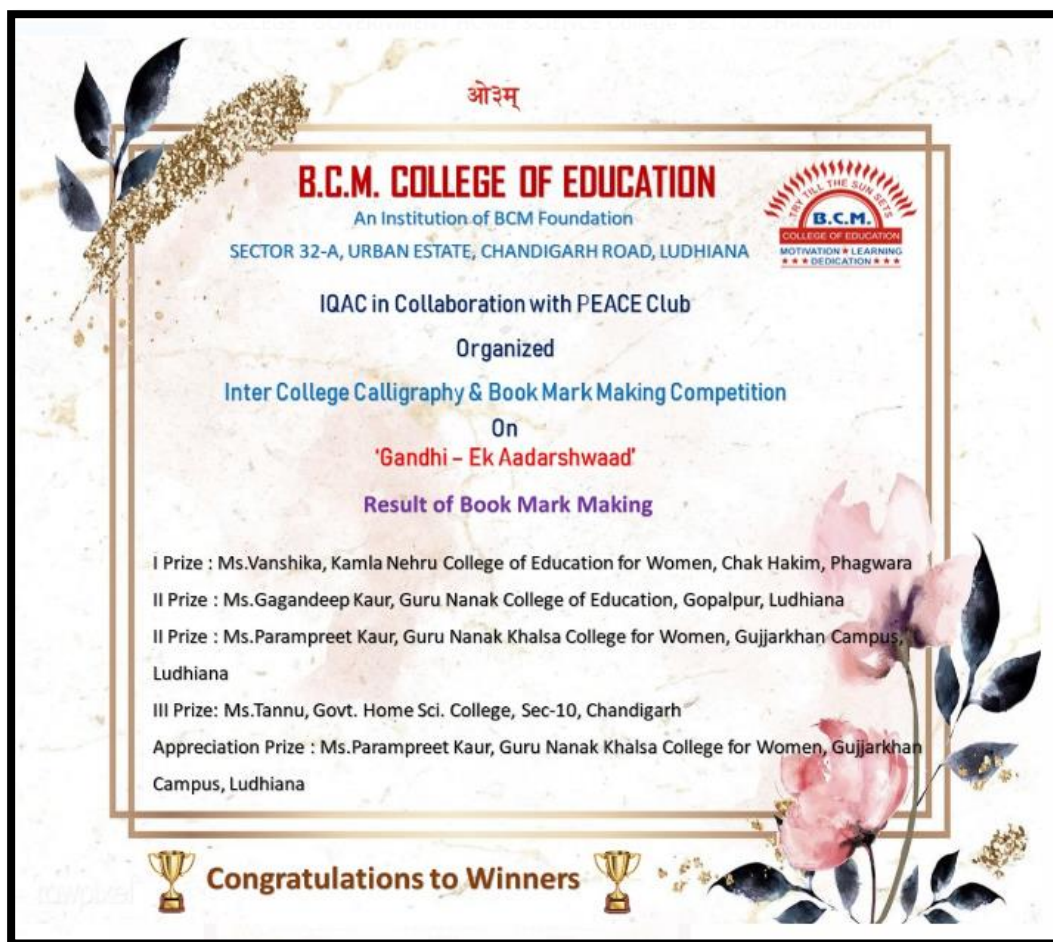 ओ३म्
B.C.M. COLLEGE OF EDUCATION
An Institution of BCM Foundation
SECTOR 32-A, URBAN ESTATE, CHANDIGARH ROAD, LUDHIANA
TRY TILL THE SUN SETS
B.C.M.
COLLEGE OF EDUCATION
MOTIVATION ★ LEARNING
★ ★ ★ DEDICATION ★ ★ ★
IQAC in Collaboration with PEACE Club
Organized
Inter College Calligraphy & Book Mark Making Competition
On
'Gandhi – Ek Aadarshwaad'
Result of Book Mark Making
I Prize : Ms.Vanshika, Kamla Nehru College of Education for Women, Chak Hakim, Phagwara
II Prize : Ms.Gagandeep Kaur, Guru Nanak College of Education, Gopalpur, Ludhiana
II Prize : Ms.Parampreet Kaur, Guru Nanak Khalsa College for Women, Gujjarkhan Campus,
Ludhiana
III Prize: Ms.Tannu, Govt. Home Sci. College, Sec-10, Chandigarh
Appreciation Prize : Ms.Parampreet Kaur, Guru Nanak Khalsa College for Women, Gujjarkhan
Campus, Ludhiana
Congratulations to Winners
rawpixel